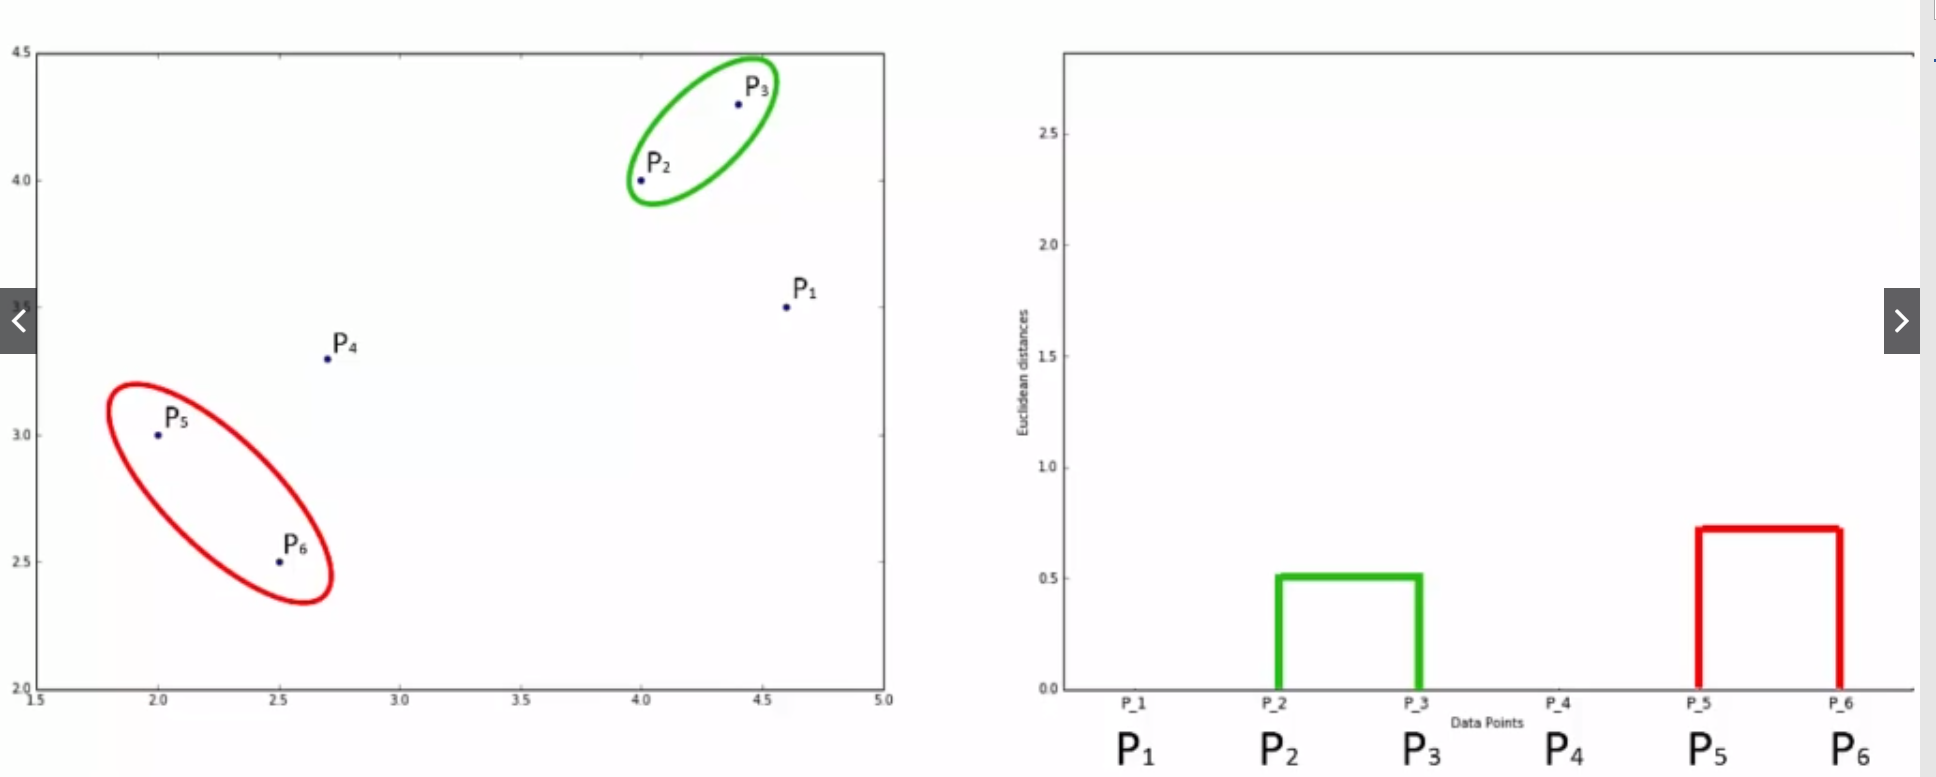 4.5
P3
P2
4.0
P1
3.5
P4
P5
3.0
P6
2.5
2.0
1.5 2.0 2.5 3.0 3.5 4.0 4.5 5.0
2.5
2.0
1.5
Euclidean distances
1.0
0.5
0.0
P_1 P_2 P_3 P_4 P_5 P_6
Data Points
P1 P2 P3 P4 P5 P6